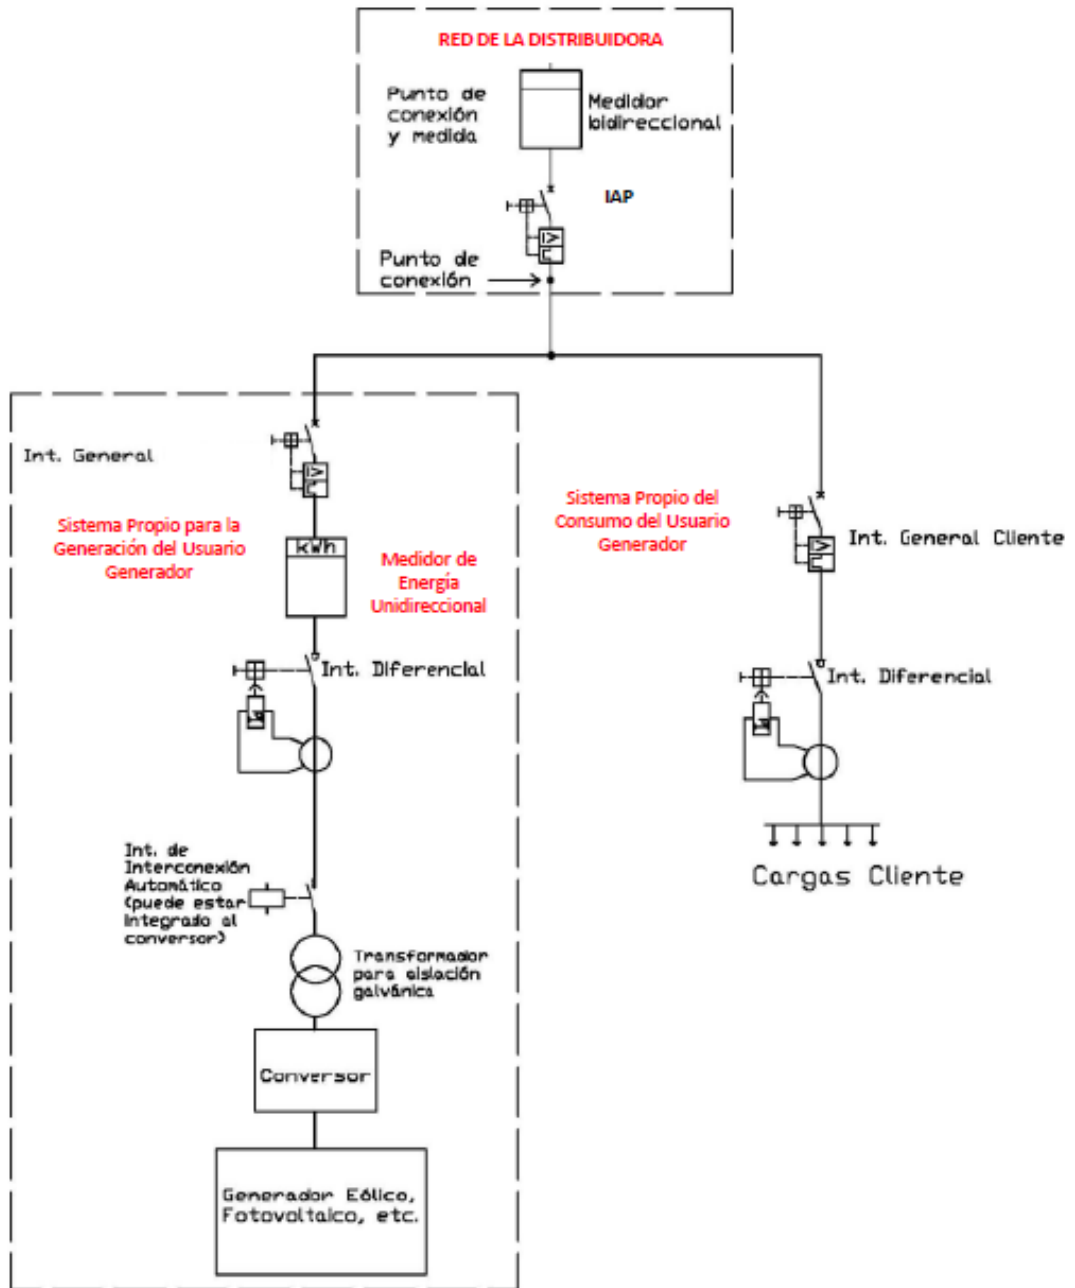 RED DE LA DISTRIBUIDORA
Punto de
conexión
y medida
Medidor
bidireccional
IAP
Punto de
conexión
Int. General
Sistema Propio para la
Generación del Usuario
Generador
kWh
Medidor de
Energía
Unidireccional
Int. Diferencial
Int. de
Interconexión
Automático
(puede estar
integrado al
conversor)
Transformador
para aislación
galvánica
Conversor
Generador Eólico,
Fotovoltaico, etc.
Sistema Propio del
Consumo del Usuario
Generador
Int. General Cliente
Int. Diferencial
Cargas Cliente